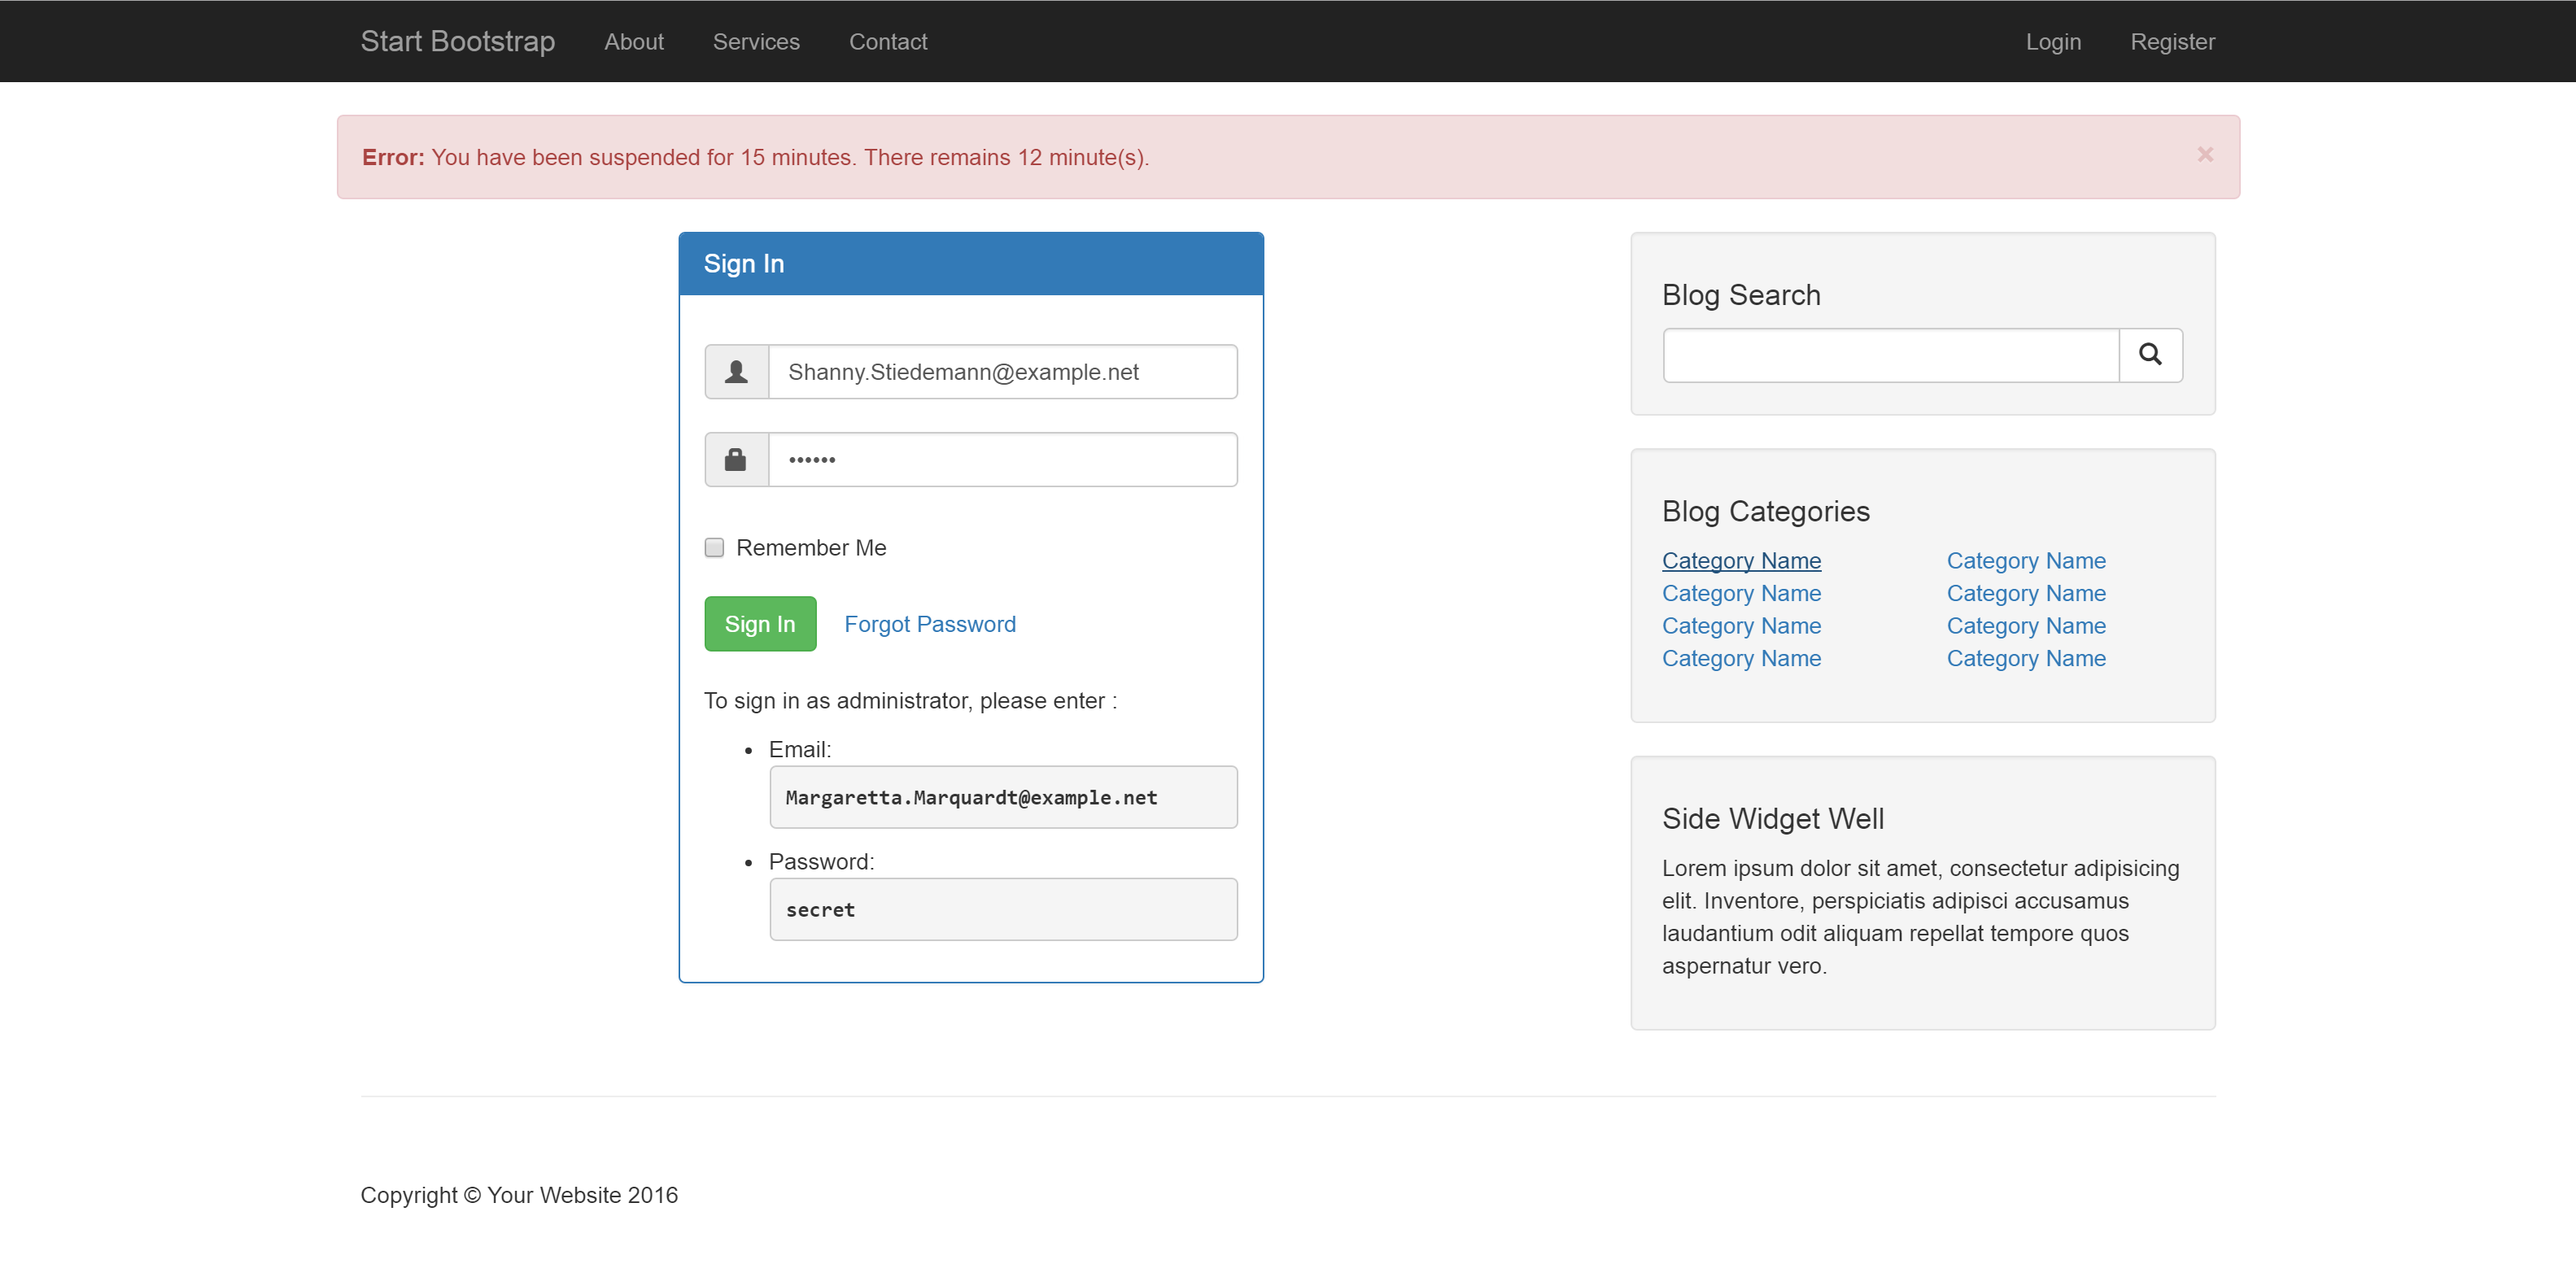 Start Bootstrap About Services Contact Login Register
Error: You have been suspended for 15 minutes. There remains 12 minute(s).
×
Sign In
Shanny.Stiedemann@example.net
••••••
Remember Me
Sign In Forgot Password
To sign in as administrator, please enter :
• Email:
Margaretta.Marquardt@example.net
• Password:
secret
Blog Search
Blog Categories
Category Name Category Name
Category Name Category Name
Category Name Category Name
Category Name Category Name
Side Widget Well
Lorem ipsum dolor sit amet, consectetur adipisicing
elit. Inventore, perspiciatis adipisci accusamus
laudantium odit aliquam repellat tempore quos
aspernatur vero.
Copyright © Your Website 2016